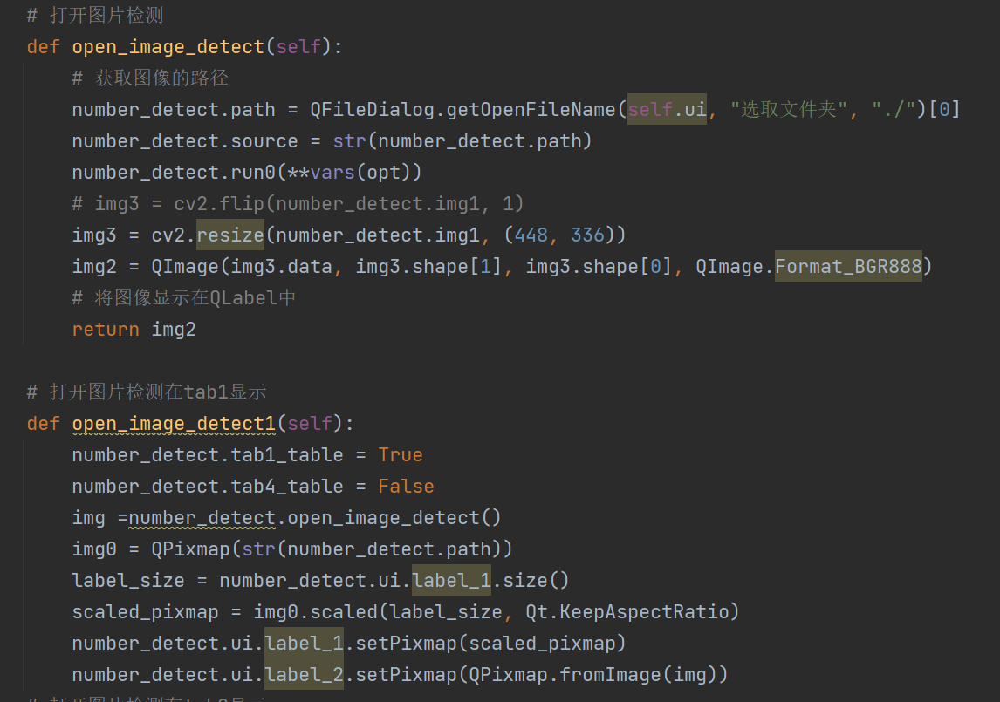 # 打开图片检测
def open_image_detect(self):
# 获取图像的路径
number_detect.path = QFileDialog.getOpenFileName(self.ui, "选取文件夹", "./")[0]
number_detect.source = str(number_detect.path)
number_detect.run0(**vars(opt))
# img3 = cv2.flip(number_detect.img1, 1)
img3 = cv2.resize(number_detect.img1, (448, 336))
img2 = QImage(img3.data, img3.shape[1], img3.shape[0], QImage.Format_BGR888)
# 将图像显示在QLabel中
return img2
# 打开图片检测在tab1显示
def open_image_detect1(self):
number_detect.tab1_table = True
number_detect.tab4_table = False
img =number_detect.open_image_detect()
img0 = QPixmap(str(number_detect.path))
label_size = number_detect.ui.label_1.size()
scaled_pixmap = img0.scaled(label_size, Qt.KeepAspectRatio)
number_detect.ui.label_1.setPixmap(scaled_pixmap)
number_detect.ui.label_2.setPixmap(QPixmap.fromImage(img))